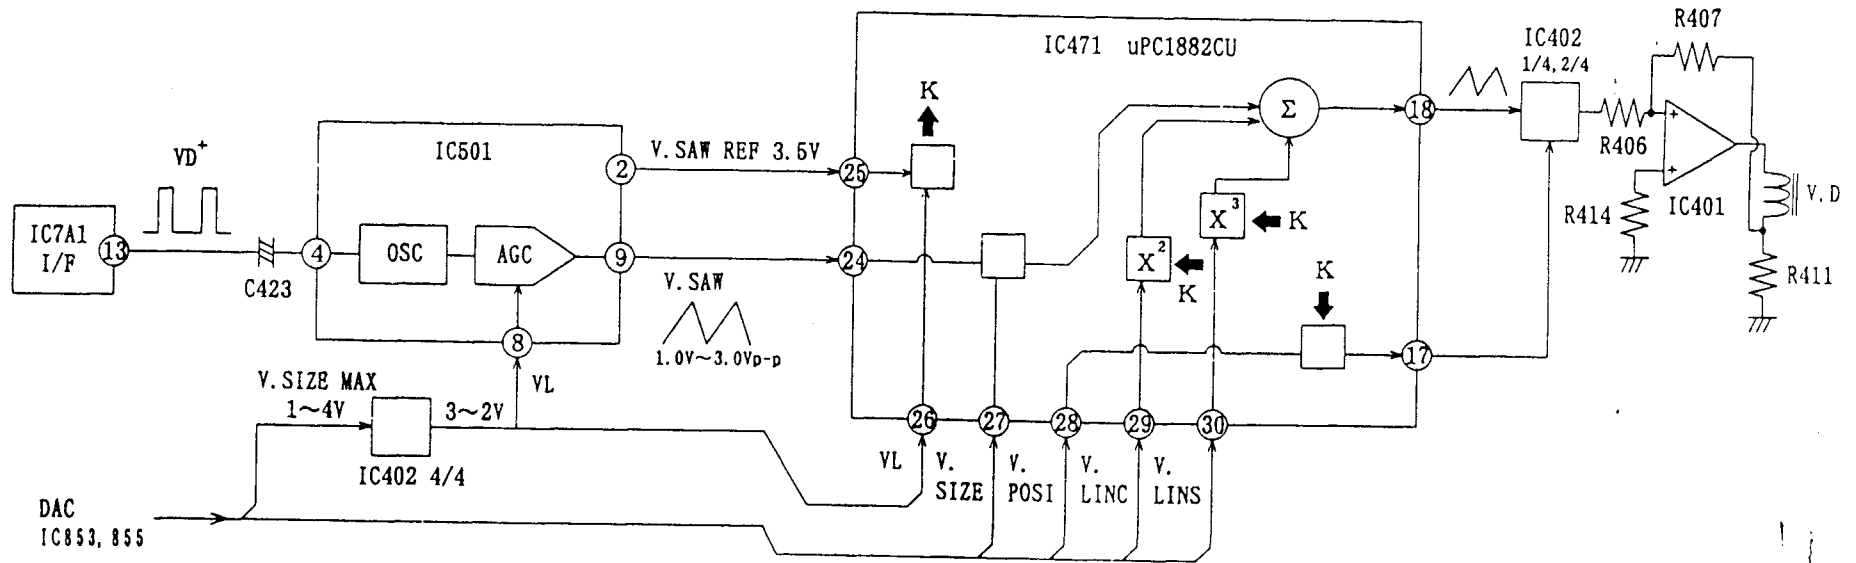 R407
IC402
1/4, 2/4
IC471 uPC1882CU
K
Σ
18
R406
+
+
IC401
R414
V.D
R411
VD+
IC501
2
V. SAW REF 3.5V
25
IC7A1
I/F
13
C423
4
OSC
AGC
9
V. SAW
1.0V~3.0Vp-p
24
X3
K
X2
K
K
8
VL
17
V. SIZE MAX
1~4V
3~2V
IC402 4/4
26
27
28
29
30
VL
V.
SIZE
V.
POSI
V.
LINC
V.
LINS
DAC
IC853, 855